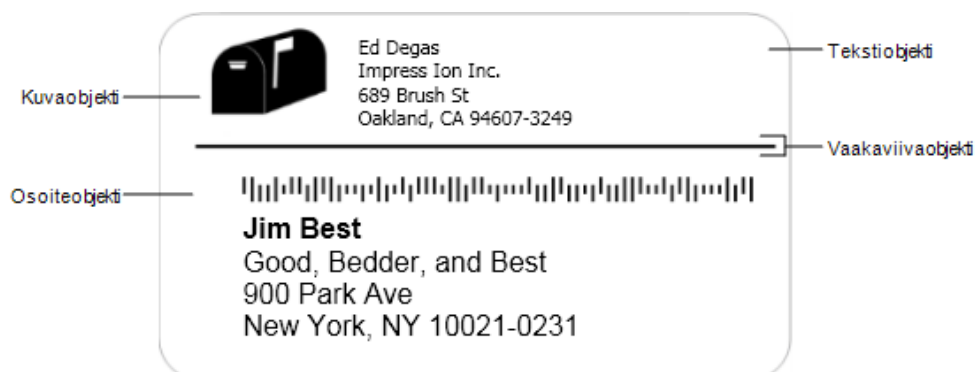 Ed Degas
Impress Ion Inc.
689 Brush St
Oakland, CA 94607-3249
Tekstiobjekti
Kuvaobjekti
Vaakaviivaobjekti
Osoiteobjekti
Jim Best
Good, Bedder, and Best
900 Park Ave
New York, NY 10021-0231